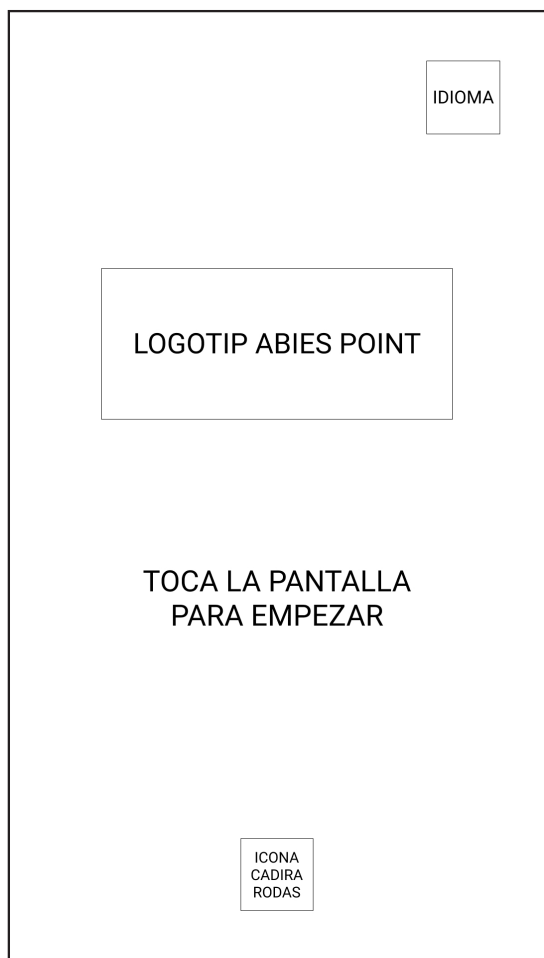 IDIOMA
LOGOTIP ABIES POINT
TOCA LA PANTALLA
PARA EMPEZAR
ICONA
CADIRA
RODAS